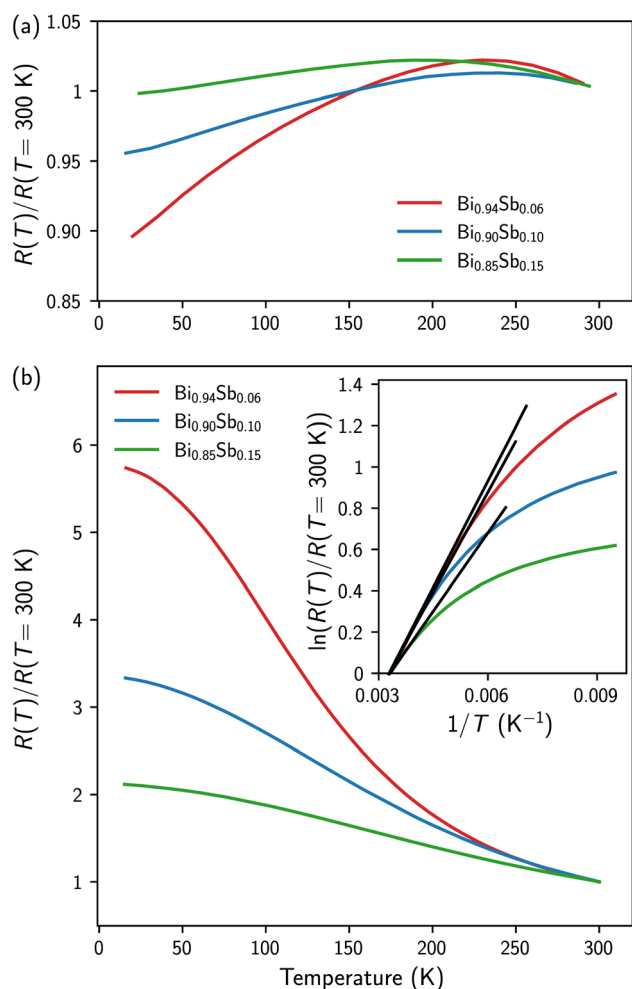 (a)
1.05
1
0.95
0.90
0.85
R(T)/R(T = 300 K)
Bi₀.₉₄Sb₀.₀₆
Bi₀.₉₀Sb₀.₁₀
Bi₀.₈₅Sb₀.₁₅
0 50 100 150 200 250 300
(b)
6
5
4
3
2
1
R(T)/R(T = 300 K)
Bi₀.₉₄Sb₀.₀₆
Bi₀.₉₀Sb₀.₁₀
Bi₀.₈₅Sb₀.₁₅
1.4
1.2
1.0
0.8
0.6
0.4
0.2
0
ln(R(T)/R(T = 300 K))
0.003 0.006 0.009
1/T (K⁻¹)
0 50 100 150 200 250 300
Temperature (K)